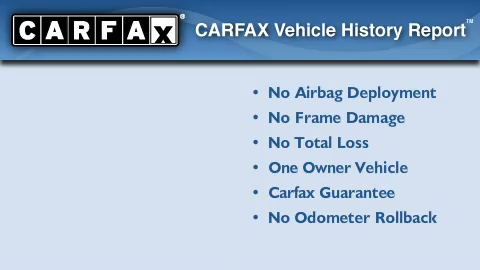 CARFAX® CARFAX Vehicle History Report™
• No Airbag Deployment
• No Frame Damage
• No Total Loss
• One Owner Vehicle
• Carfax Guarantee
• No Odometer Rollback